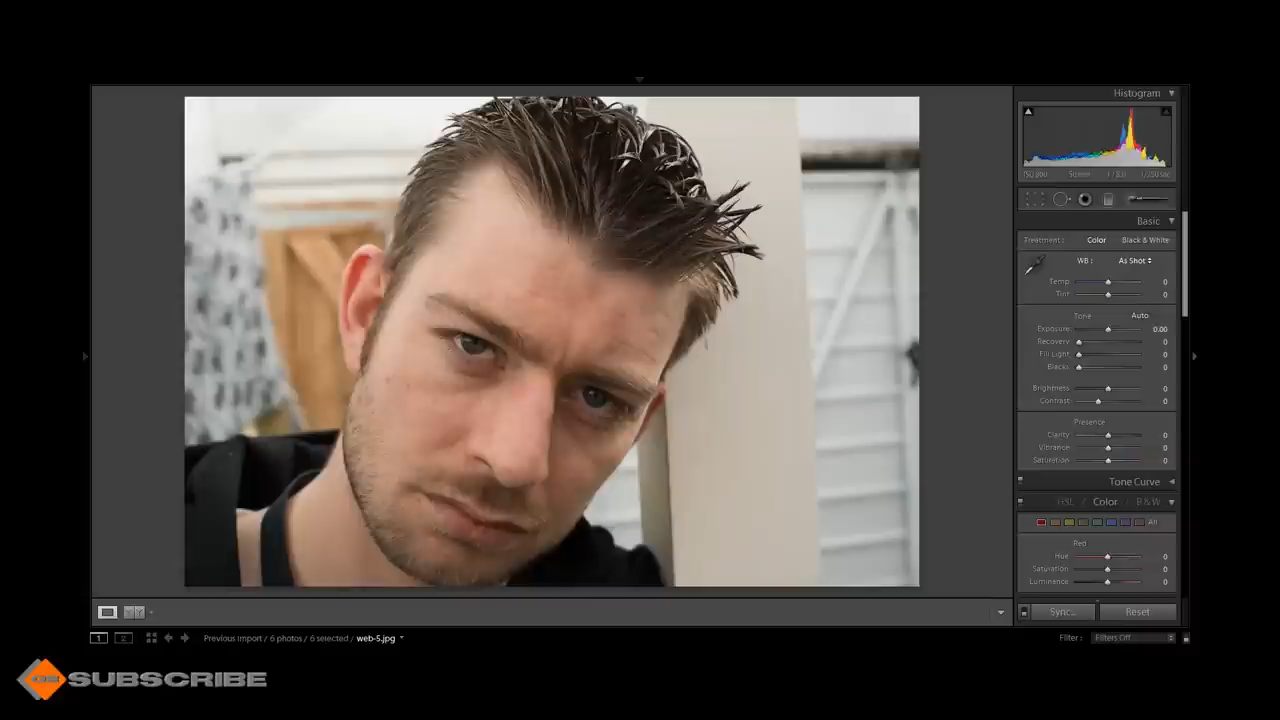 Histogram
Basic
Treatment : Color Black & White
WB : As Shot
Temp 0
Tint 0
Tone Auto
Exposure 0.00
Recovery 0
Fill Light 0
Blacks 0
Brightness 0
Contrast 0
Presence
Clarity 0
Vibrance 0
Saturation 0
Tone Curve
HSL / Color / B & W
All
Red
Hue 0
Saturation 0
Luminance 0
Sync... Reset
1 2 Previous Import / 6 photos / 6 selected / web-5.jpg Filter : Filters Off
SUBSCRIBE